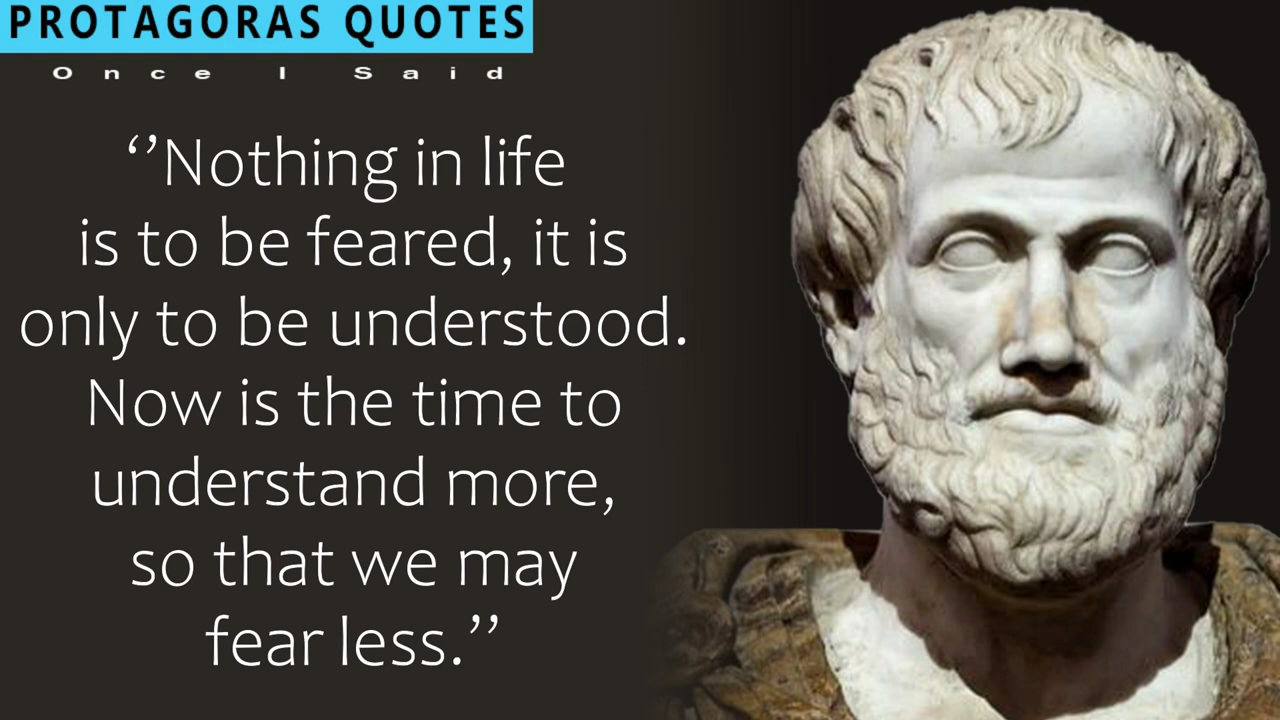 PROTAGORAS QUOTES
Once I Said
‘’Nothing in life
is to be feared, it is
only to be understood.
Now is the time to
understand more,
so that we may
fear less.’’